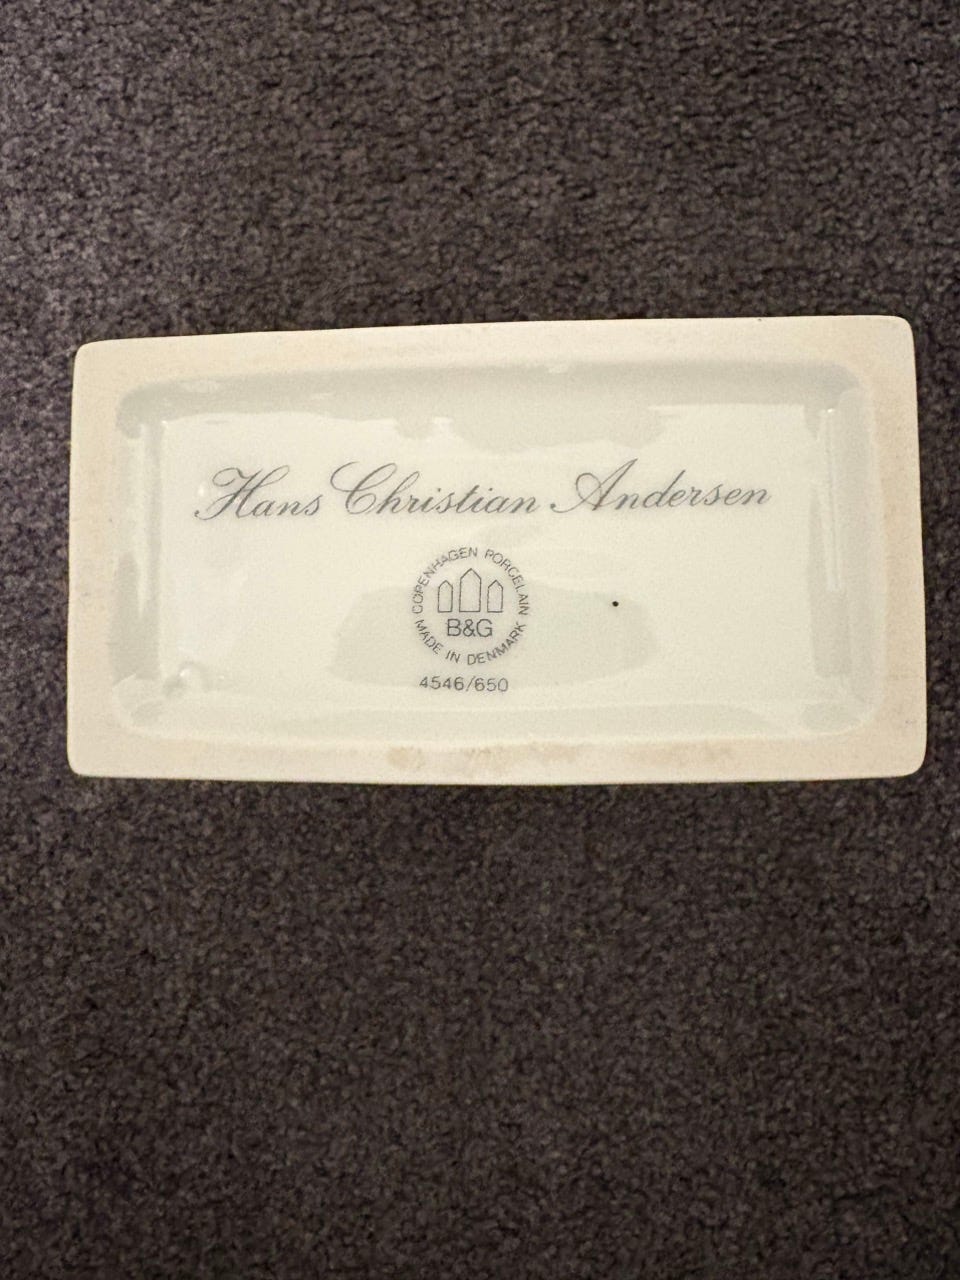 Hans Christian Andersen
COPENHAGEN PORCELAIN
B&G
MADE IN DENMARK
4546/650